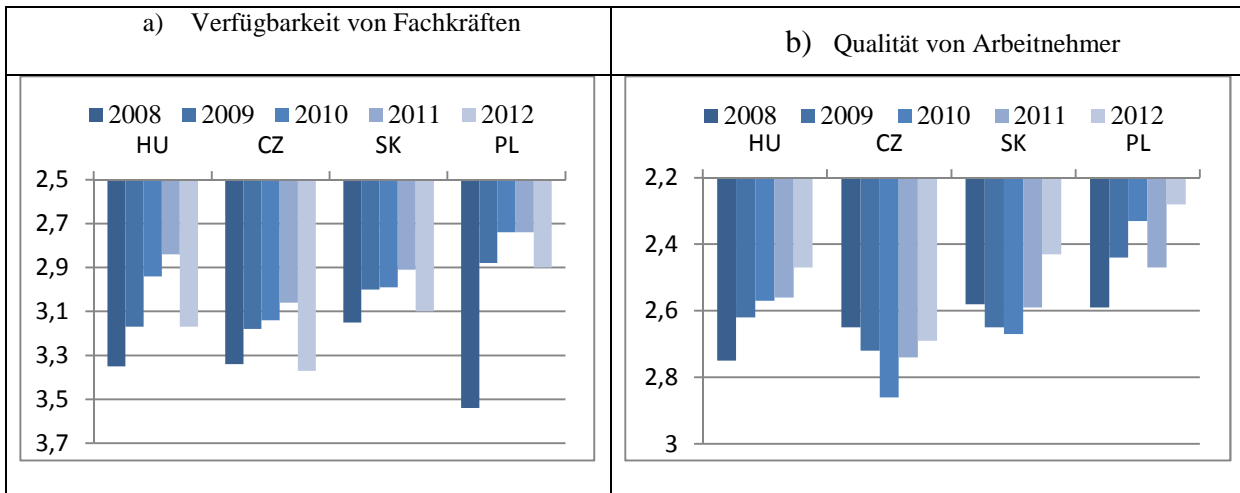 a) Verfügbarkeit von Fachkräften
2008 2009 2010 2011 2012
HU CZ SK PL
2,5
2,7
2,9
3,1
3,3
3,5
3,7
b) Qualität von Arbeitnehmer
2008 2009 2010 2011 2012
HU CZ SK PL
2,2
2,4
2,6
2,8
3